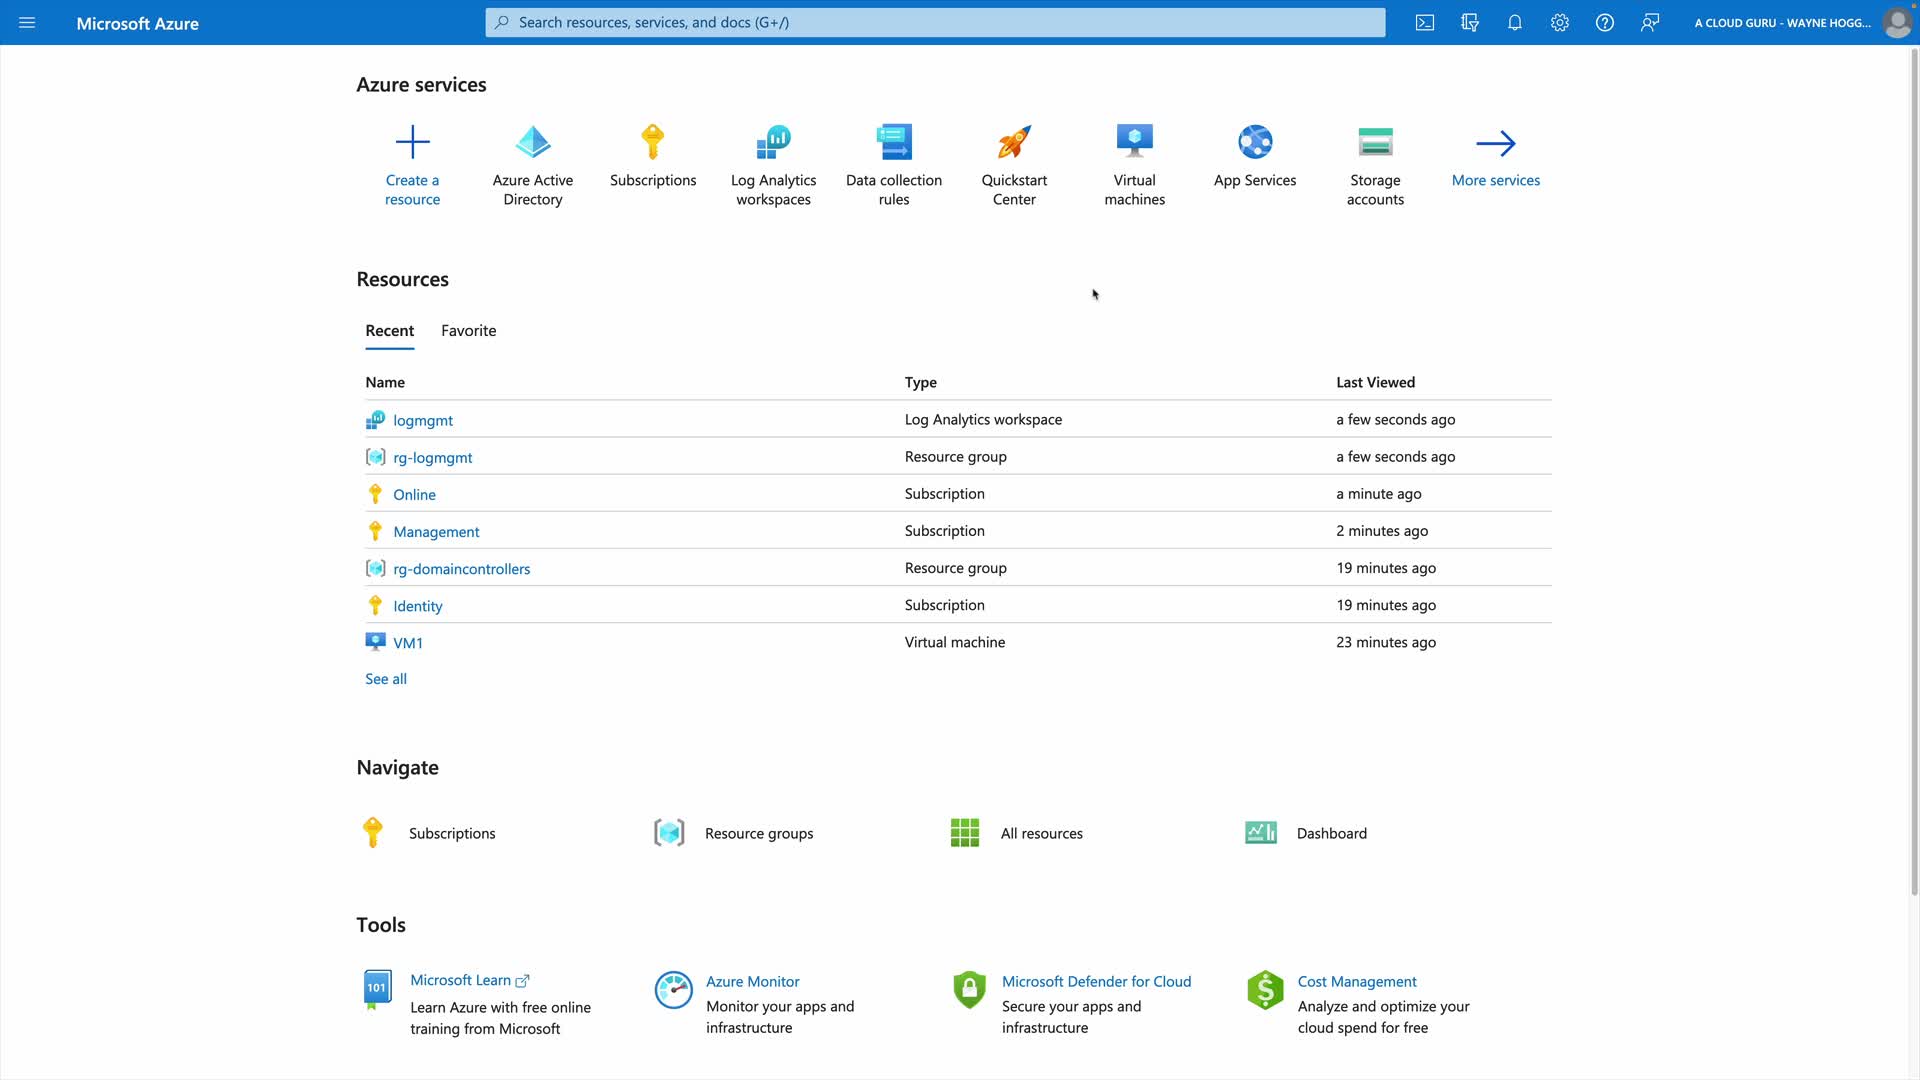 Microsoft Azure
Search resources, services, and docs (G+/)
A CLOUD GURU - WAYNE HOGG...
Azure services
Create a
resource
Azure Active
Directory
Subscriptions
Log Analytics
workspaces
Data collection
rules
Quickstart
Center
Virtual
machines
App Services
Storage
accounts
More services
Resources
Recent
Favorite
Name Type Last Viewed
logmgmt Log Analytics workspace a few seconds ago
rg-logmgmt Resource group a few seconds ago
Online Subscription a minute ago
Management Subscription 2 minutes ago
rg-domaincontrollers Resource group 19 minutes ago
Identity Subscription 19 minutes ago
VM1 Virtual machine 23 minutes ago
See all
Navigate
Subscriptions
Resource groups
All resources
Dashboard
Tools
101
Microsoft Learn
Learn Azure with free online
training from Microsoft
Azure Monitor
Monitor your apps and
infrastructure
Microsoft Defender for Cloud
Secure your apps and
infrastructure
$
Cost Management
Analyze and optimize your
cloud spend for free